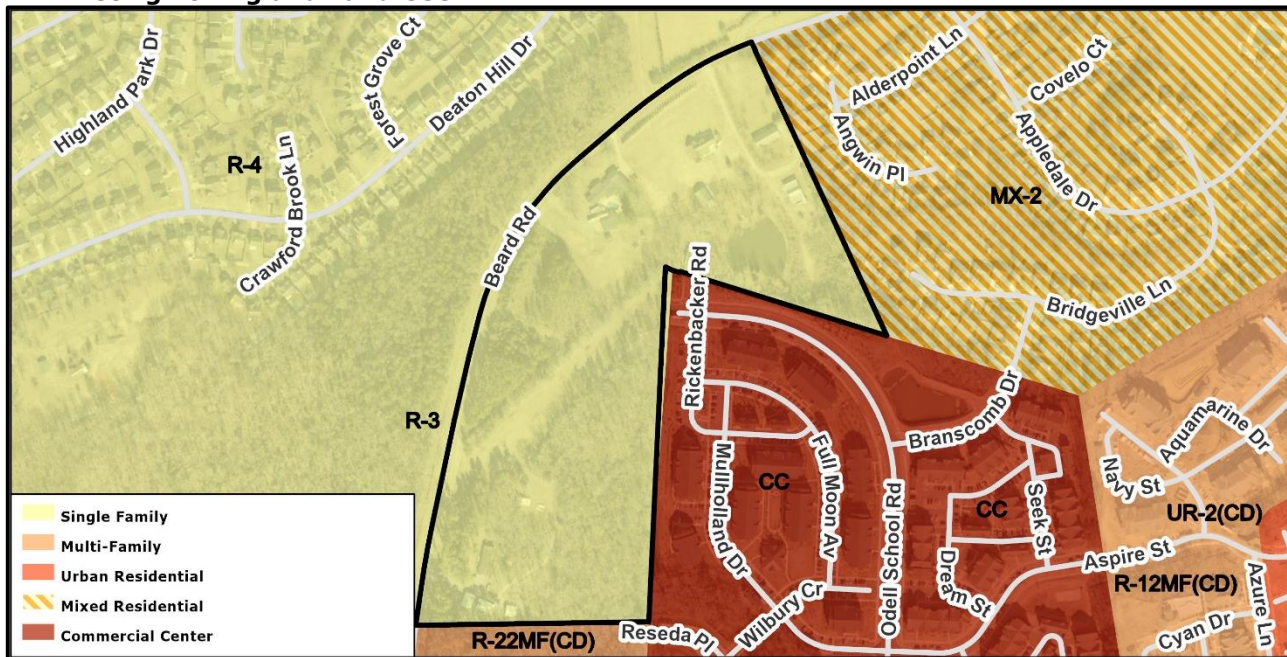 Highland Park Dr
Forest Grove Ct
Deaton Hill Dr
R-4
Crawford Brook Ln
Beard Rd
R-3
Alderpoint Ln
Covelo Ct
Angwin Pl
Appledale Dr
MX-2
Bridgeville Ln
Rickenbacker Rd
Branscomb Dr
Mullholland Dr
Full Moon Av
CC
Odell School Rd
CC
Seek St
Dream St
Aspire St
Aquamarine Dr
Navy St
UR-2(CD)
R-12MF(CD)
Azure Ln
Cyan Dr
Wilbury Cr
Reseda Pl
R-22MF(CD)
Single Family
Multi-Family
Urban Residential
Mixed Residential
Commercial Center